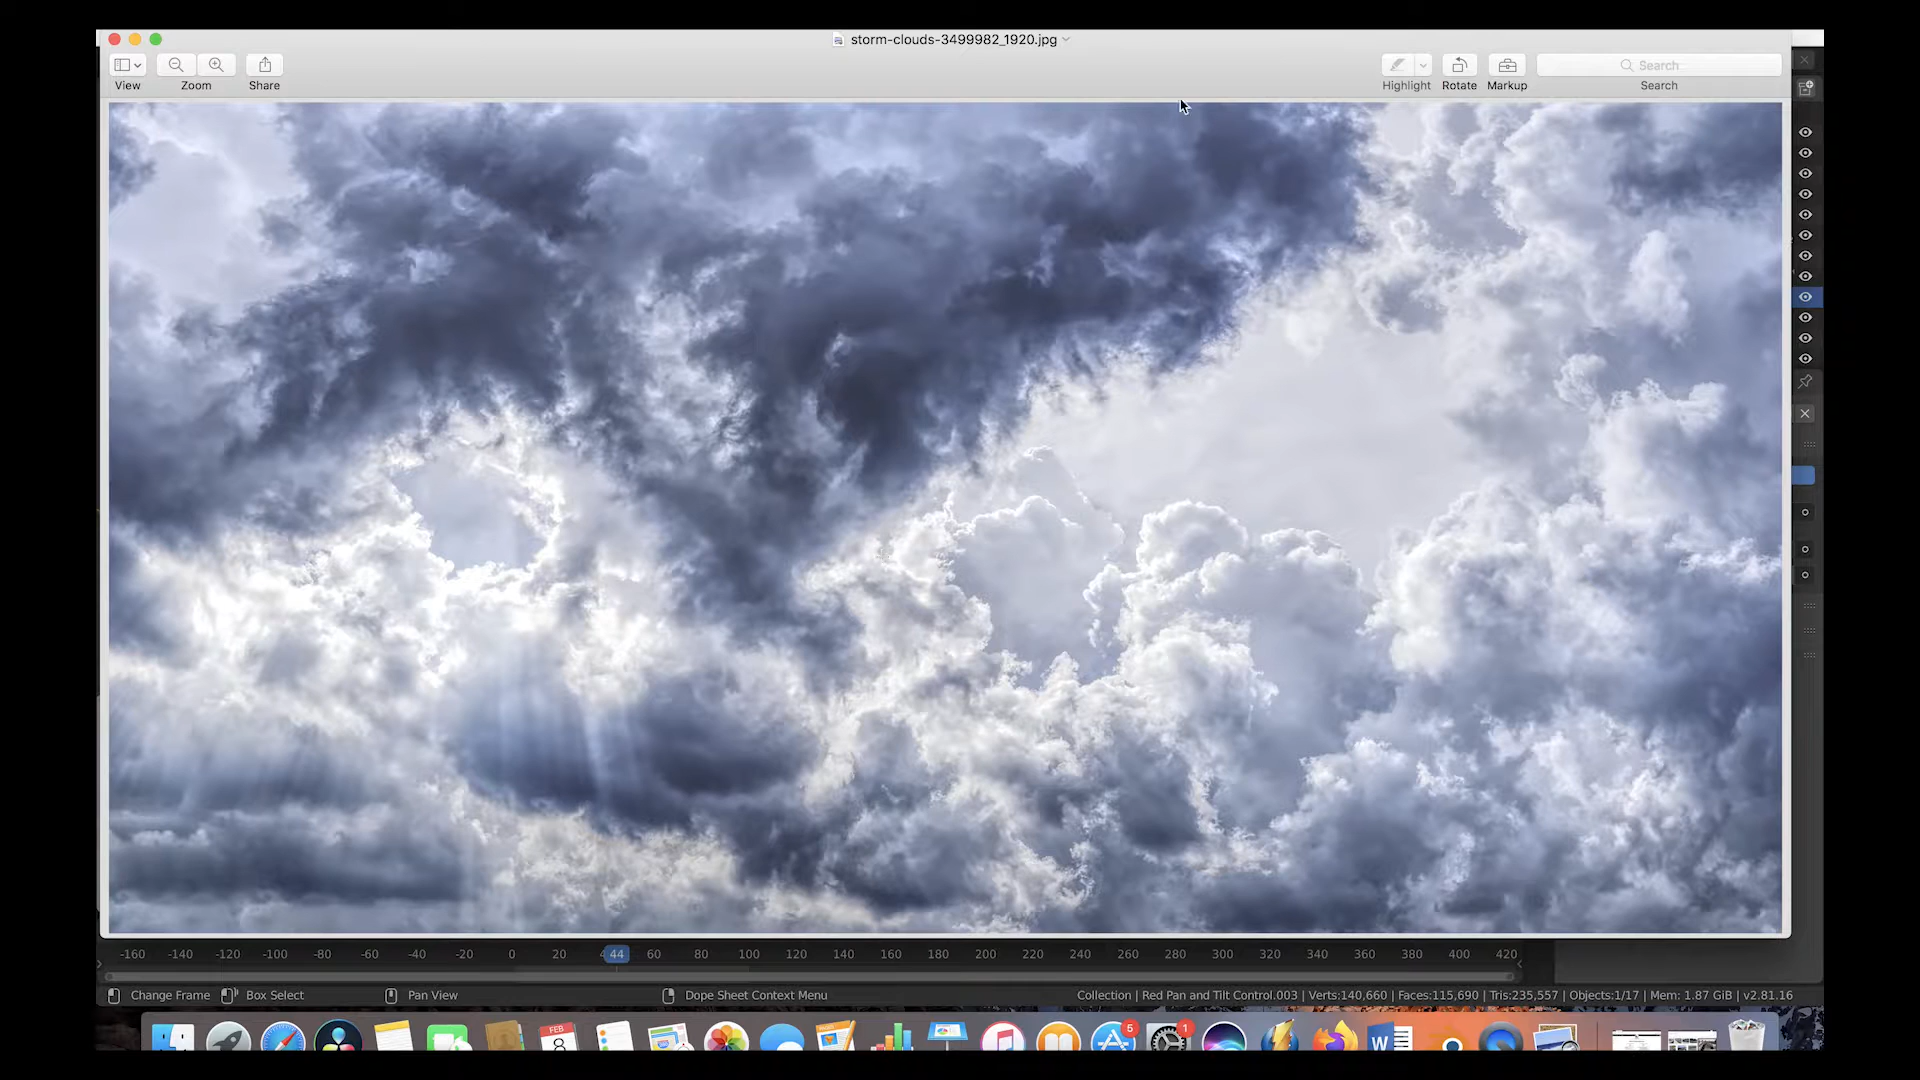 storm-clouds-3499982_1920.jpg
View Zoom Share Highlight Rotate Markup Search
Search
-160 -140 -120 -100 -80 -60 -40 -20 0 20 44 60 80 100 120 140 160 180 200 220 240 260 280 300 320 340 360 380 400 420
Change Frame Box Select Pan View Dope Sheet Context Menu Collection | Red Pan and Tilt Control.003 | Verts:140,660 | Faces:115,690 | Tris:235,557 | Objects:1/17 | Mem: 1.87 GiB | v2.81.16
FEB 5 1
8 W